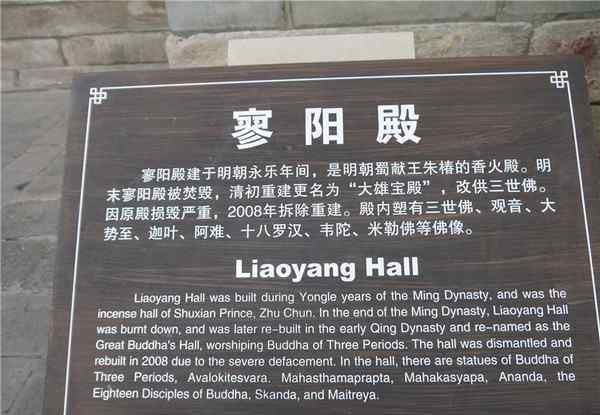 寥阳殿
寥阳殿建于明朝永乐年间，是明朝蜀献王朱椿的香火殿。明
末寥阳殿被焚毁，清初重建更名为“大雄宝殿”，改供三世佛。
因原殿损毁严重，2008年拆除重建。殿内塑有三世佛、观音、大
势至、迦叶、阿难、十八罗汉、韦陀、米勒佛等佛像。
Liaoyang Hall
Liaoyang Hall was built during Yongle years of the Ming Dynasty, and was the
incense hall of Shuxian Prince, Zhu Chun. In the end of the Ming Dynasty, Liaoyang Hall
was burnt down, and was later re-built in the early Qing Dynasty and re-named as the
Great Buddha's Hall, worshiping Buddha of Three Periods. The hall was dismantled and
rebuilt in 2008 due to the severe defacement. In the hall, there are statues of Buddha of
Three Periods, Avalokitesvara. Mahasthamaprapta, Mahakasyapa, Ananda, the
Eighteen Disciples of Buddha, Skanda, and Maitreya.